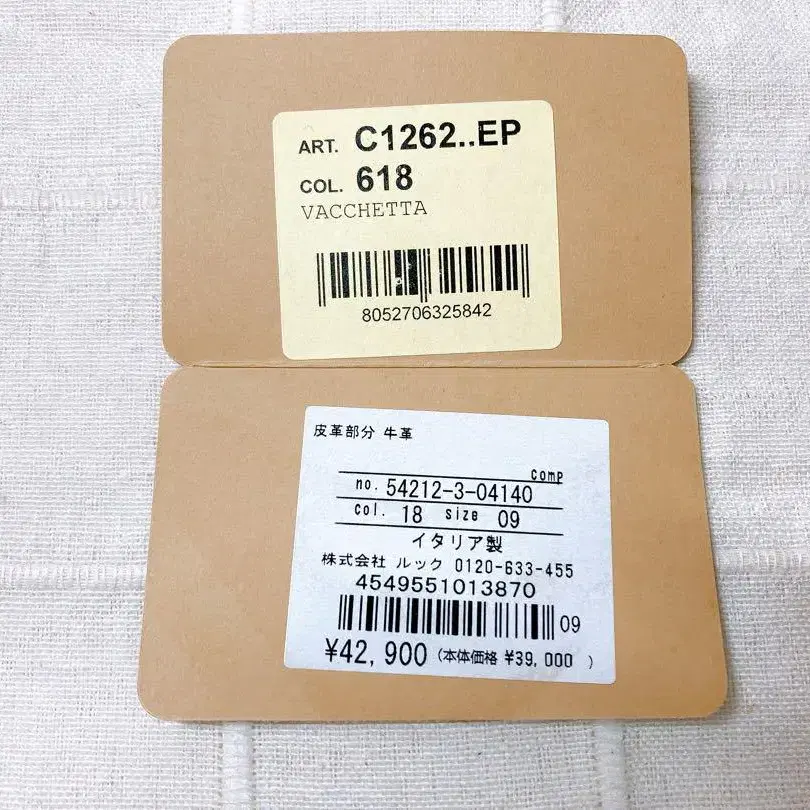 ART. C1262..EP
COL. 618
VACCHETTA
8052706325842
皮革部分 牛革
comp
no. 54212-3-04140
col. 18 size 09
イタリア製
株式会社 ルック 0120-633-455
4549551013870
09
¥42,900 (本体価格 ¥39,000 )